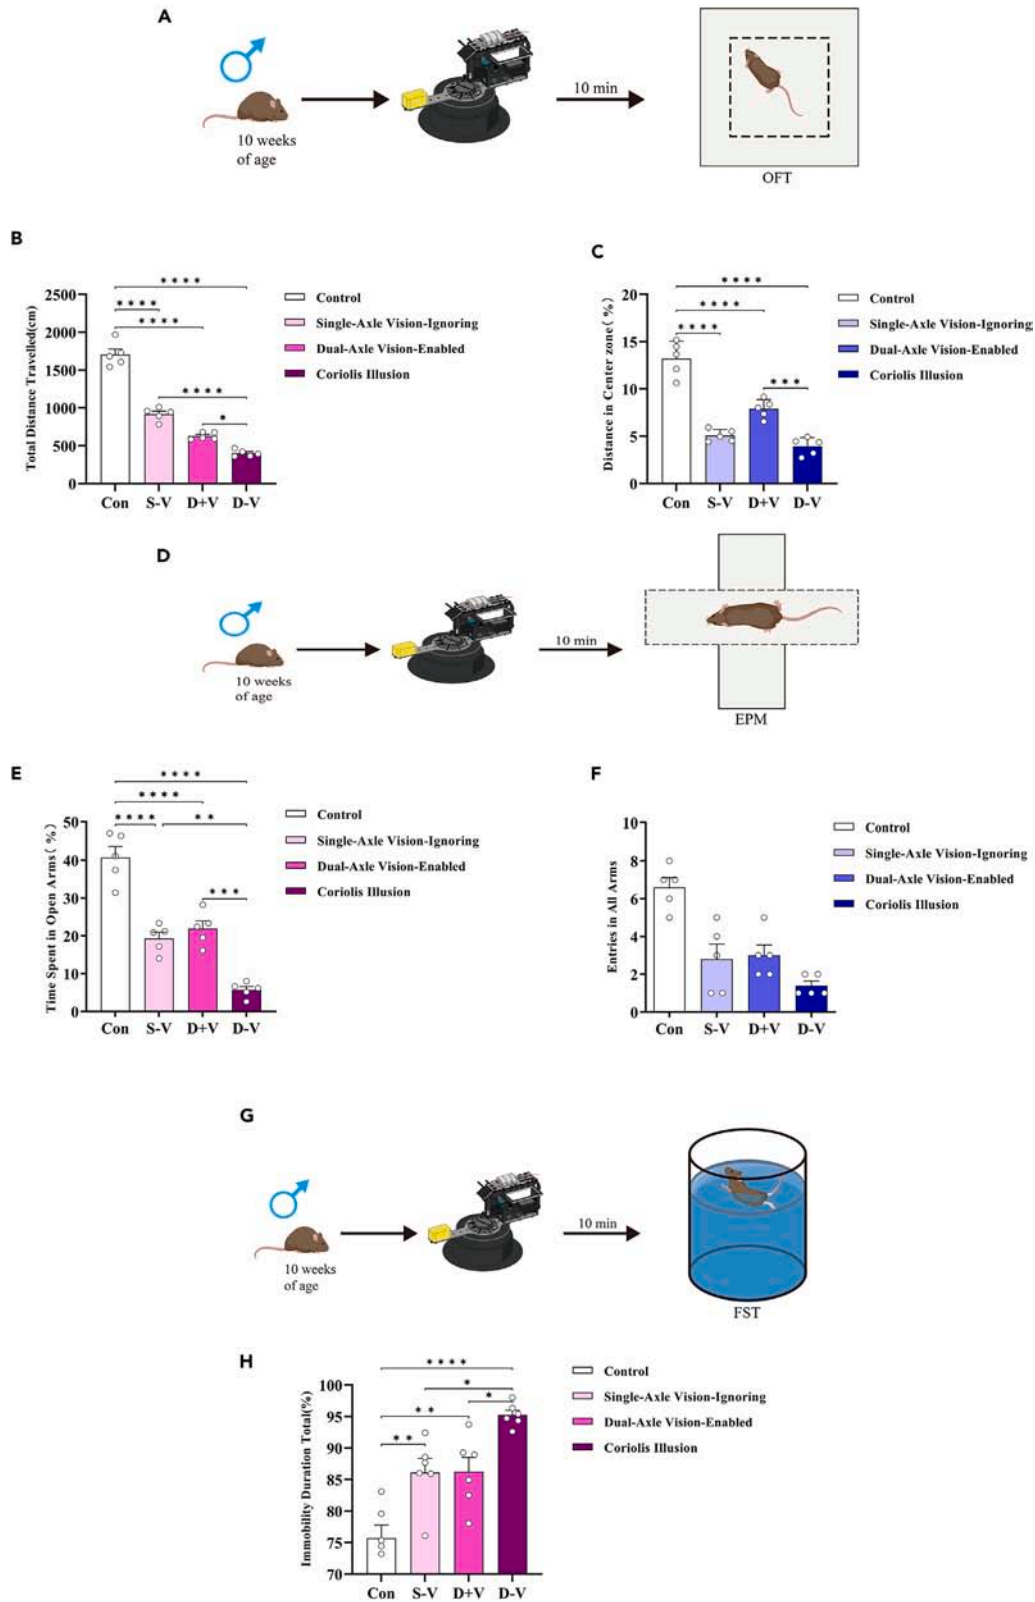 A
10 weeks
of age
10 min
OFT
B
* * * *
* * * *
* * * *
* * * *
*
Total Distance Travelled(cm)
2500
2000
1500
1000
500
0
Con S-V D+V D-V
Control
Single-Axle Vision-Ignoring
Dual-Axle Vision-Enabled
Coriolis Illusion
C
* * * *
* * * *
* * * *
* * *
Distance in Center zone( %)
20
15
10
5
0
Con S-V D+V D-V
Control
Single-Axle Vision-Ignoring
Dual-Axle Vision-Enabled
Coriolis Illusion
D
10 weeks
of age
10 min
EPM
E
* * * *
* * * *
* * * *
* *
* * *
Time Spent in Open Arms( %)
50
40
30
20
10
0
Con S-V D+V D-V
Control
Single-Axle Vision-Ignoring
Dual-Axle Vision-Enabled
Coriolis Illusion
F
Entries in All Arms
10
8
6
4
2
0
Con S-V D+V D-V
Control
Single-Axle Vision-Ignoring
Dual-Axle Vision-Enabled
Coriolis Illusion
G
10 weeks
of age
10 min
FST
H
* * * *
*
*
* *
* *
Immobility Duration Total(%)
100
95
90
85
80
75
70
Con S-V D+V D-V
Control
Single-Axle Vision-Ignoring
Dual-Axle Vision-Enabled
Coriolis Illusion